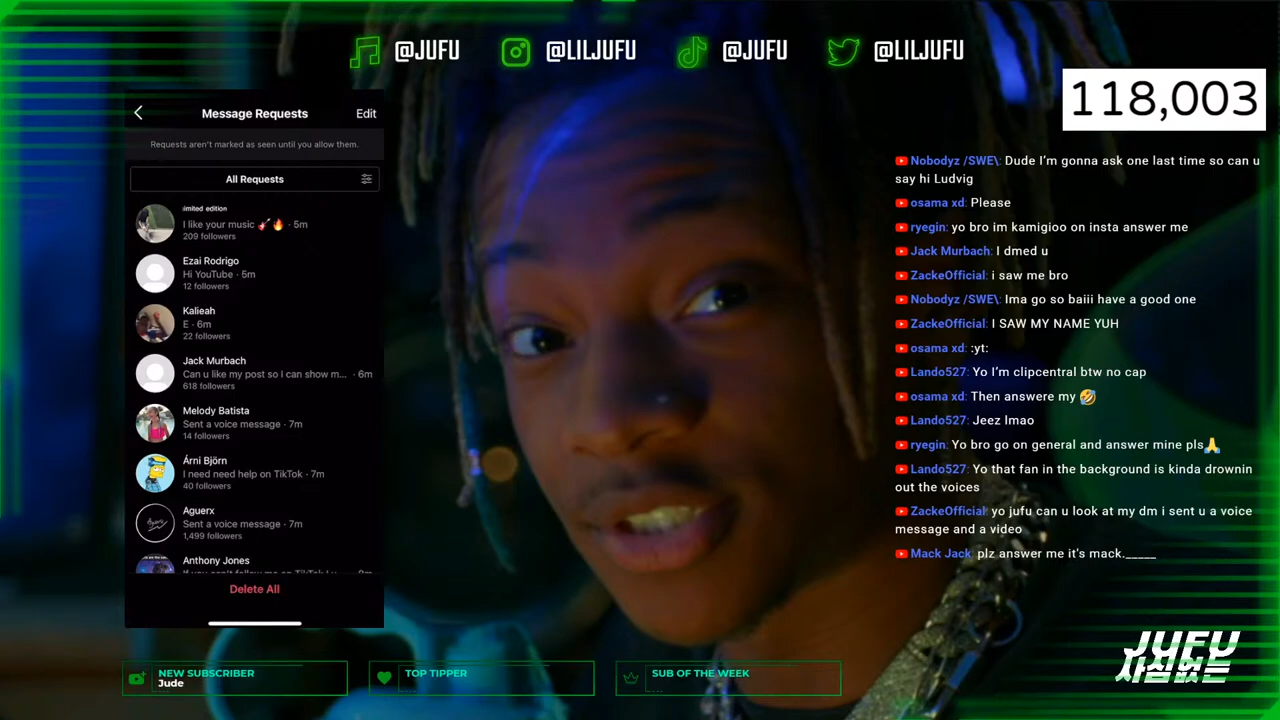 @JUFU @LILJUFU @JUFU @LILJUFU
118,003
Message Requests Edit
Requests aren't marked as seen until you allow them.
All Requests
limited edition
I like your music 🎸🔥 · 5m
209 followers
Ezai Rodrigo
Hi YouTube · 5m
12 followers
Kalieah
E · 6m
22 followers
Jack Murbach
Can u like my post so i can show m... · 6m
618 followers
Melody Batista
Sent a voice message · 7m
14 followers
Árni Björn
I need need help on TikTok · 7m
40 followers
Aguerx
Sent a voice message · 7m
1,499 followers
Anthony Jones
Delete All
Nobodyz /SWE\: Dude I'm gonna ask one last time so can u
say hi Ludvig
osama xd: Please
ryegin: yo bro im kamigioo on insta answer me
Jack Murbach: I dmed u
ZackeOfficial: i saw me bro
Nobodyz /SWE\: Ima go so baiii have a good one
ZackeOfficial: I SAW MY NAME YUH
osama xd: :yt:
Lando527: Yo I'm clipcentral btw no cap
osama xd: Then answere my 🤣
Lando527: Jeez lmao
ryegin: Yo bro go on general and answer mine pls🙏
Lando527: Yo that fan in the background is kinda drownin
out the voices
ZackeOfficial: yo jufu can u look at my dm i sent u a voice
message and a video
Mack Jack: plz answer me it's mack._____
NEW SUBSCRIBER
Jude
TOP TIPPER
SUB OF THE WEEK
JUFU
자심없는